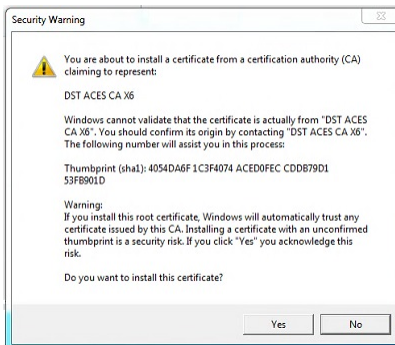 Security Warning
You are about to install a certificate from a certification authority (CA)
claiming to represent:
DST ACES CA X6
Windows cannot validate that the certificate is actually from "DST ACES
CA X6". You should confirm its origin by contacting "DST ACES CA X6".
The following number will assist you in this process:
Thumbprint (sha1): 4054DA6F 1C3F4074 ACED0FEC CDDB79D1
53FB901D
Warning:
If you install this root certificate, Windows will automatically trust any
certificate issued by this CA. Installing a certificate with an unconfirmed
thumbprint is a security risk. If you click "Yes" you acknowledge this
risk.
Do you want to install this certificate?
Yes
No